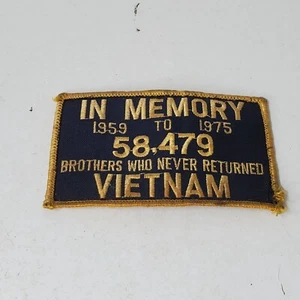 IN MEMORY
1959 TO 1975
58,479
BROTHERS WHO NEVER RETURNED
VIETNAM